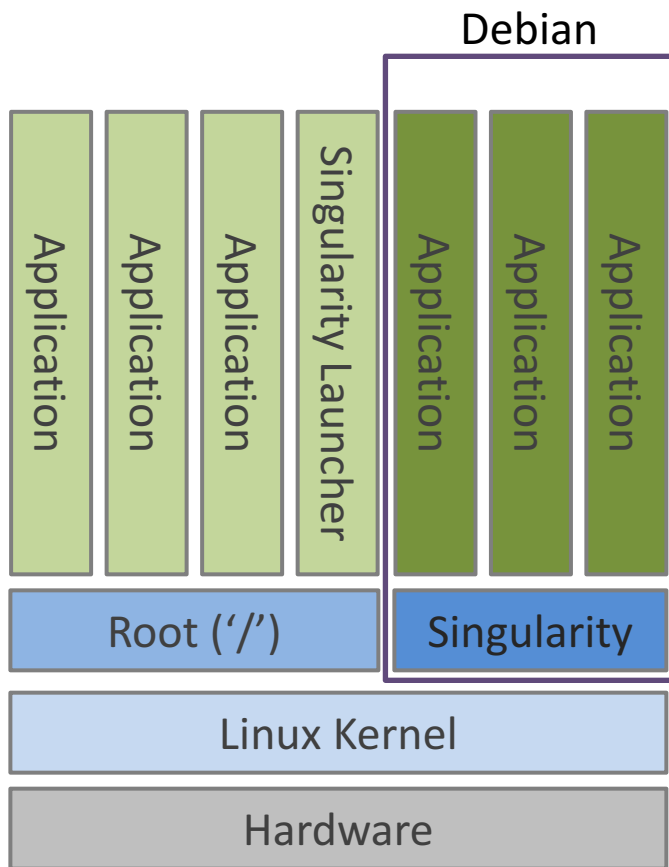 Debian
Application
Application
Application
Singularity Launcher
Application
Application
Application
Root (‘/’)
Singularity
Linux Kernel
Hardware